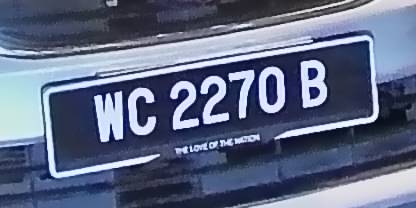 WC 2270 B
THE LOVE OF THE NATION